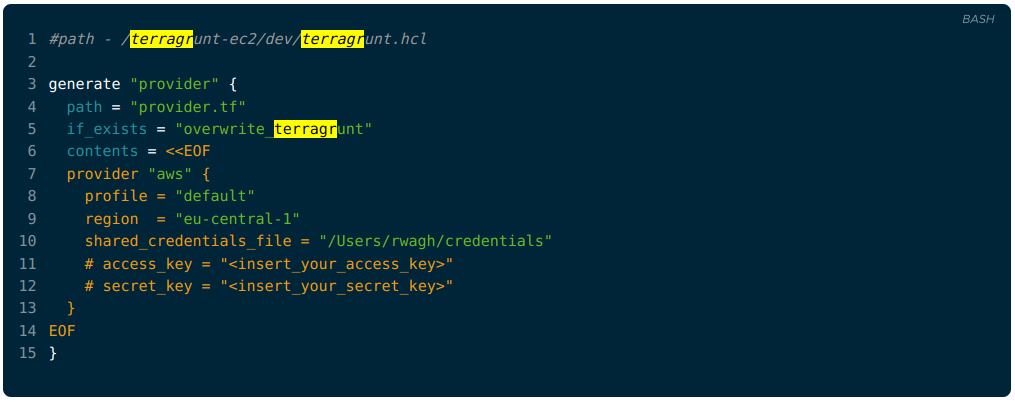 BASH
1 #path - /terragrunt-ec2/dev/terragrunt.hcl
2
3 generate "provider" {
4   path = "provider.tf"
5   if_exists = "overwrite_terragrunt"
6   contents = <<EOF
7   provider "aws" {
8     profile = "default"
9     region  = "eu-central-1"
10     shared_credentials_file = "/Users/rwagh/credentials"
11     # access_key = "<insert_your_access_key>"
12     # secret_key = "<insert_your_secret_key>"
13   }
14 EOF
15 }